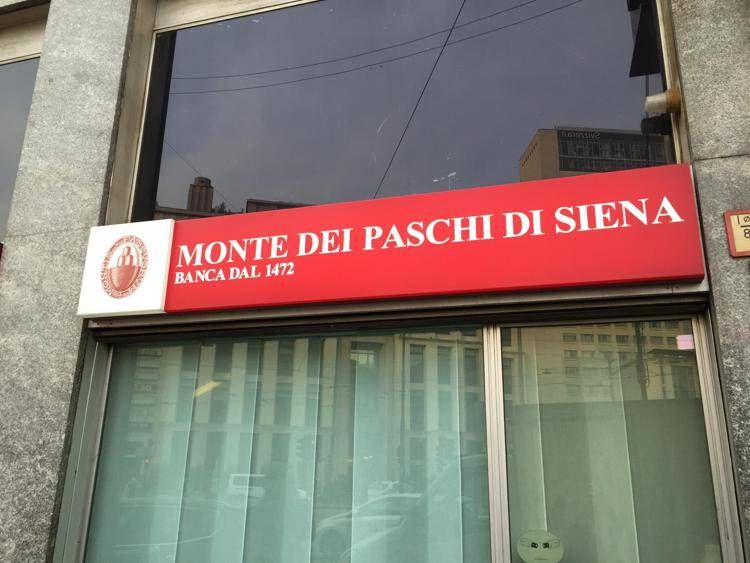 MONTE DEI PASCHI DI SIENA
BANCA DAL 1472